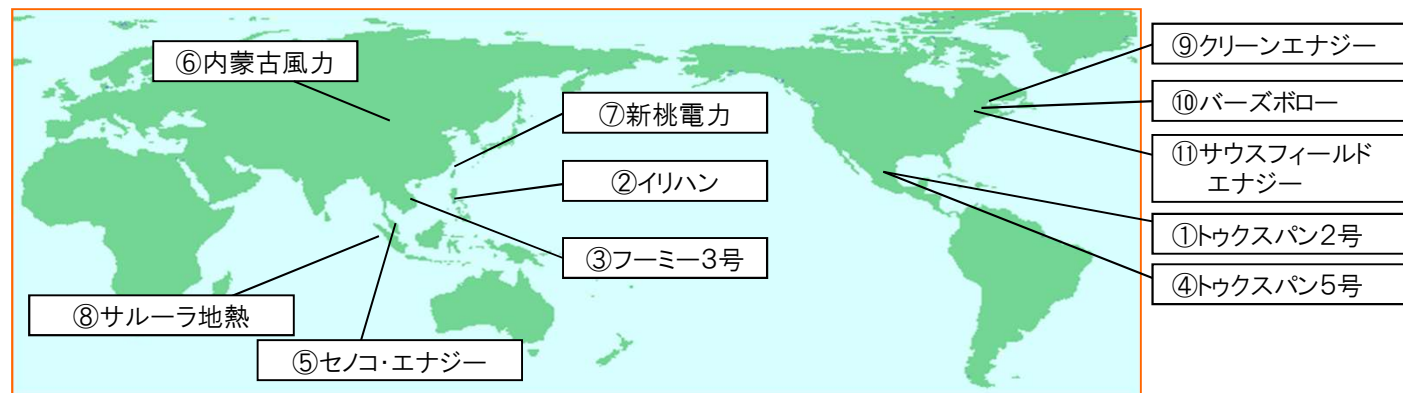 ⑥内蒙古風力
⑦新桃電力
②イリハン
③フーミー3号
⑧サルーラ地熱
⑤セノコ・エナジー
⑨クリーンエナジー
⑩バーズボロー
⑪サウスフィールド
エナジー
①トゥクスパン2号
④トゥクスパン5号